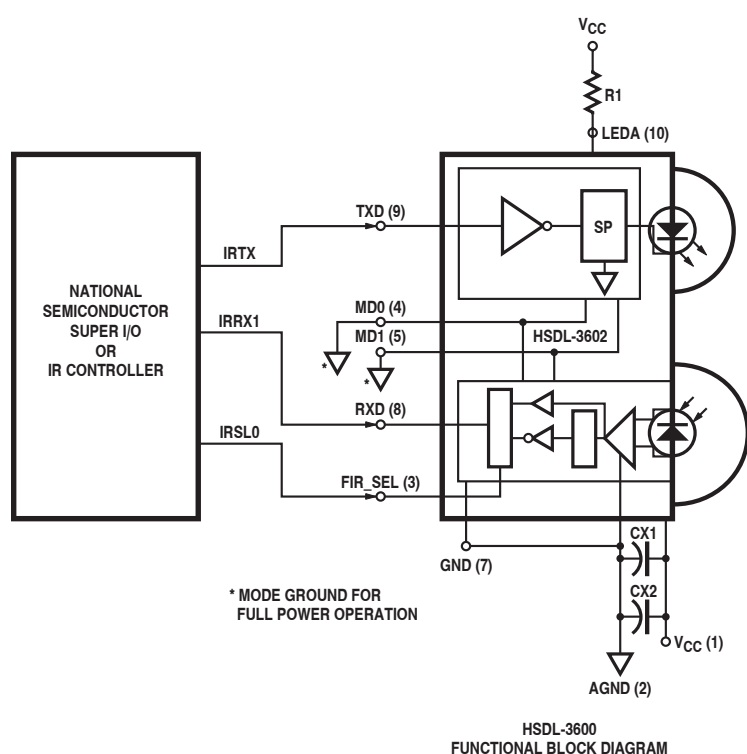 VCC
R1
LEDA (10)
TXD (9)
SP
IRTX
NATIONAL
SEMICONDUCTOR
SUPER I/O
OR
IR CONTROLLER
MD0 (4)
HSDL-3602
IRRX1
MD1 (5)
*
*
RXD (8)
IRSL0
FIR_SEL (3)
CX1
GND (7)
* MODE GROUND FOR
FULL POWER OPERATION
CX2
VCC (1)
AGND (2)
HSDL-3600
FUNCTIONAL BLOCK DIAGRAM